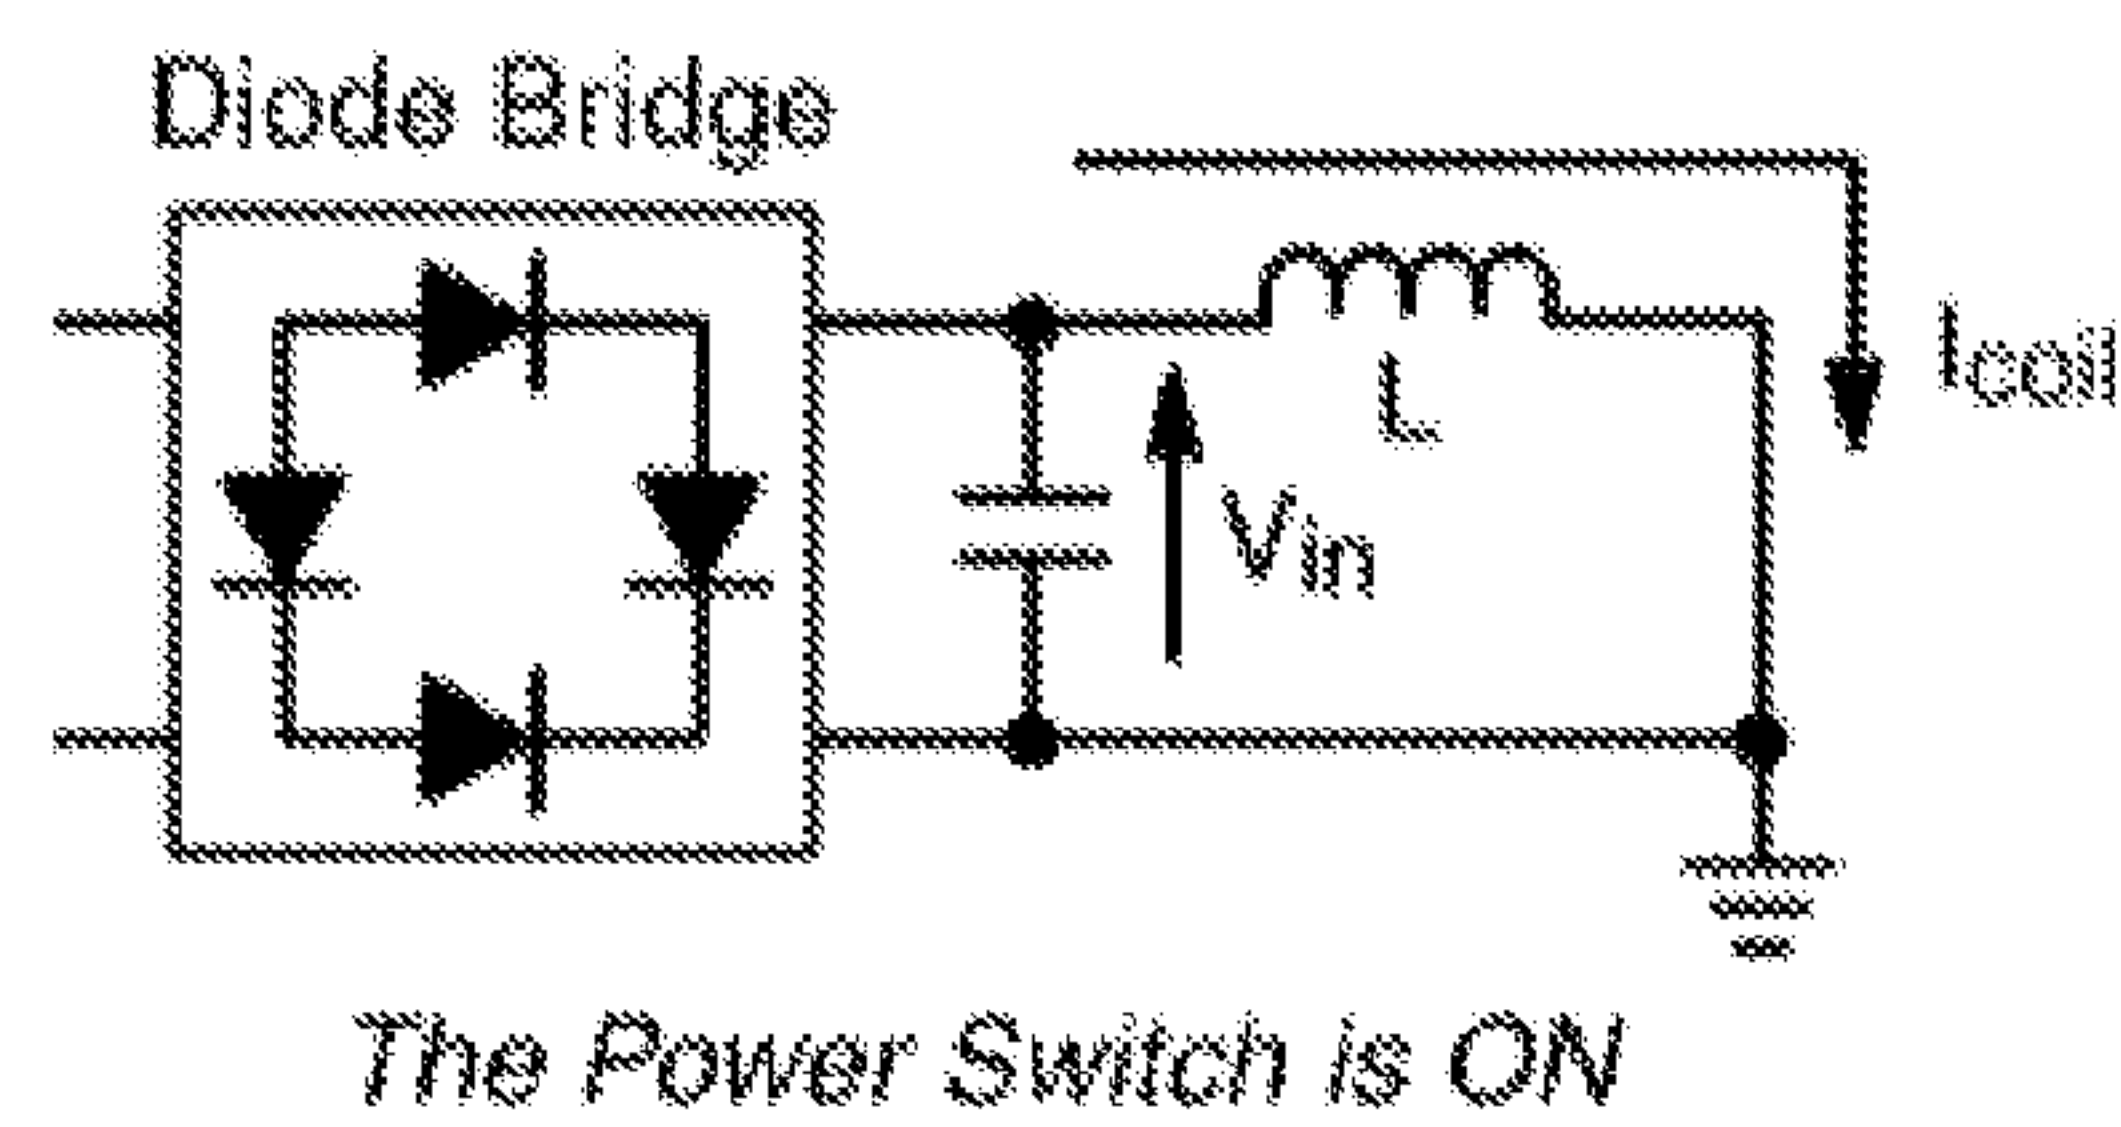 Diode Bridge
Icoil
L
Vin
The Power Switch is ON